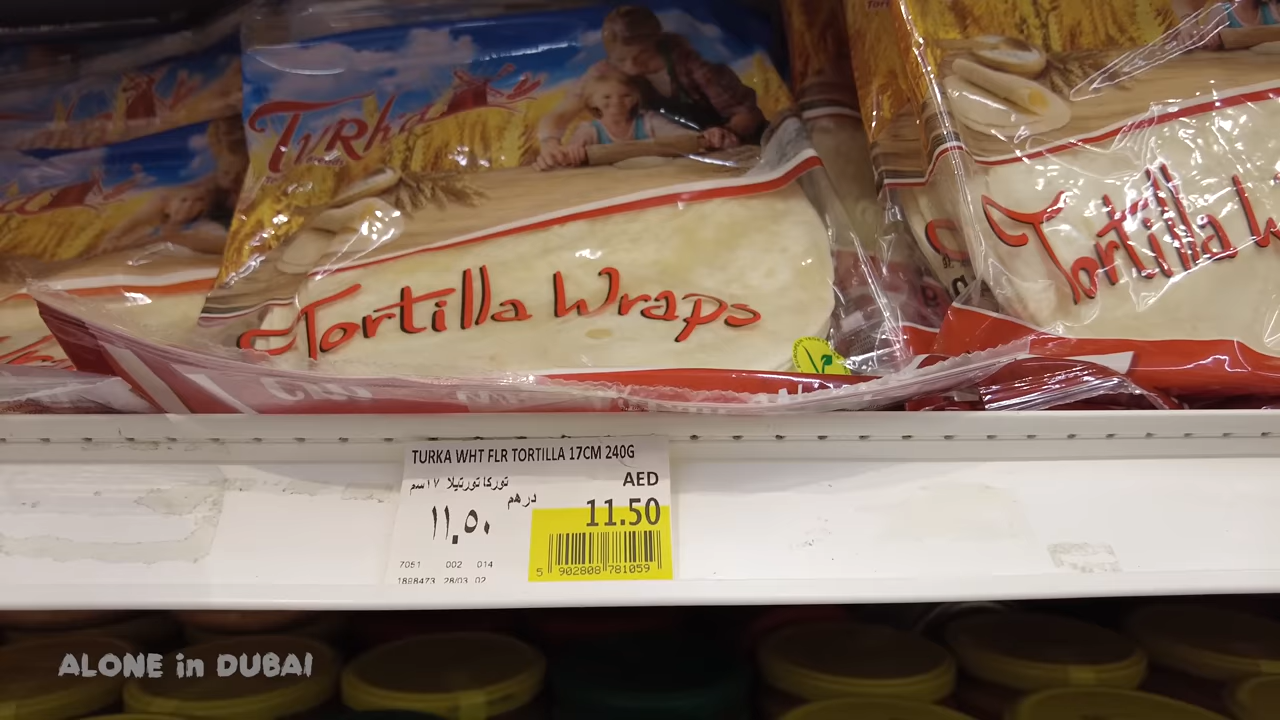 Turka
Tortilla Wraps
Tortilla
TURKA WHT FLR TORTILLA 17CM 240G
توركا تورتيلا ١٧سم
AED
درهم
11.50
١١.٥٠
7051 002 014
1898473 28/03 02
5 902808 781059
ALONE in DUBAI